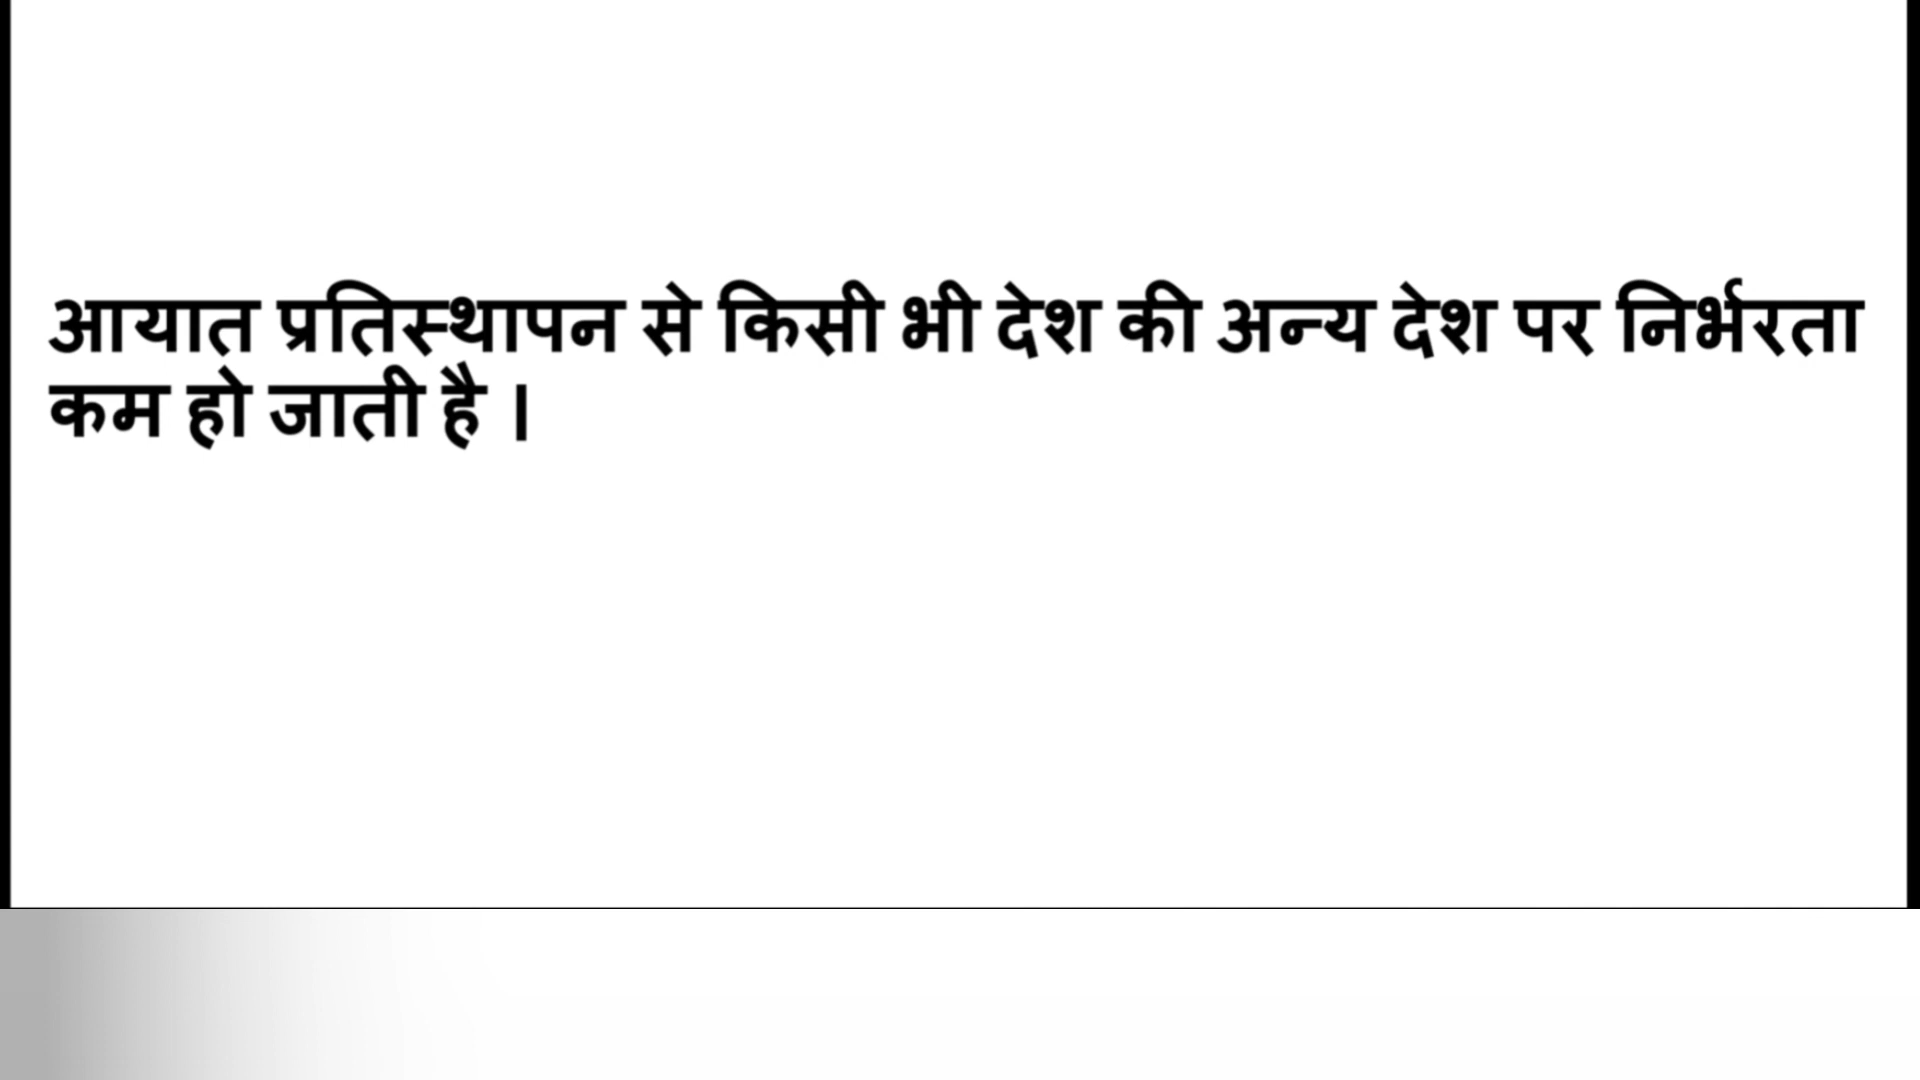 आयात प्रतिस्थापन से किसी भी देश की अन्य देश पर निर्भरता
कम हो जाती है ।